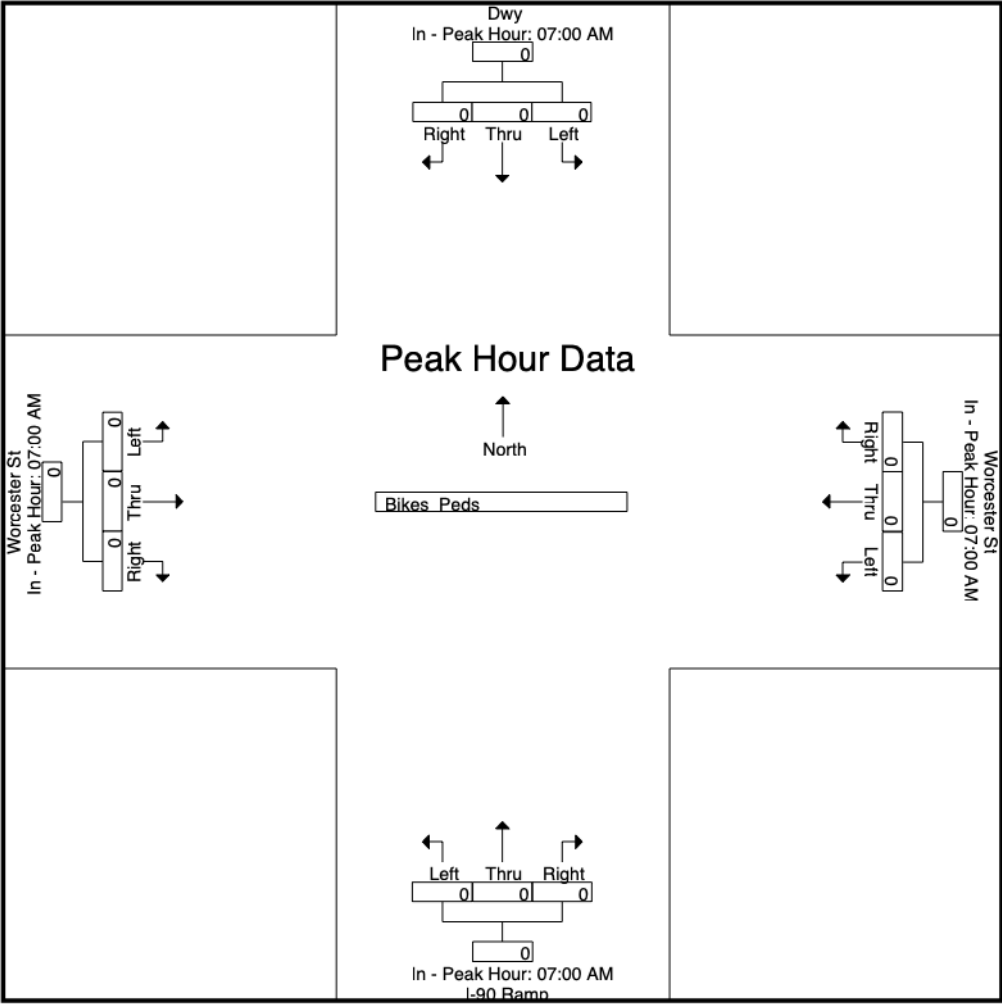 Dwy
In - Peak Hour: 07:00 AM
0
0 0 0
Right Thru Left
Peak Hour Data
North
Bikes Peds
Worcester St
In - Peak Hour: 07:00 AM
0
0 0 0
Left Thru Right
Worcester St
In - Peak Hour: 07:00 AM
0
0 0 0
Right Thru Left
Left Thru Right
0 0 0
0
In - Peak Hour: 07:00 AM
I-90 Ramp